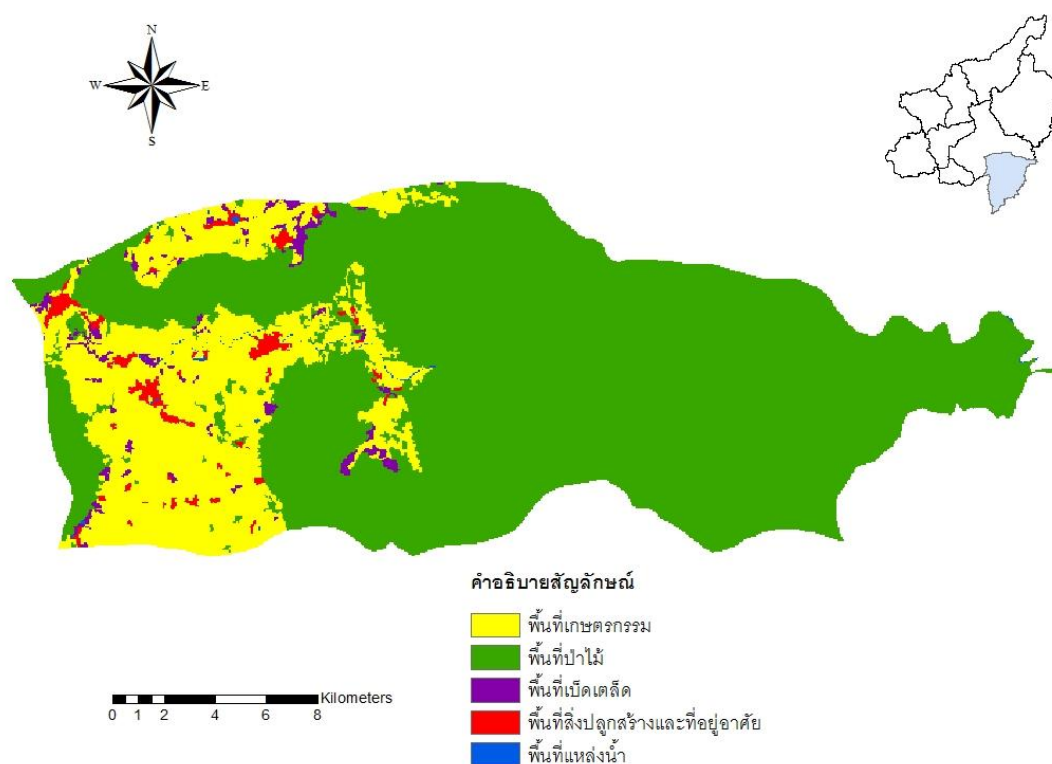 N
W E
S
คำอธิบายสัญลักษณ์
พื้นที่เกษตรกรรม
พื้นที่ป่าไม้
พื้นที่เบ็ดเตล็ด
พื้นที่สิ่งปลูกสร้างและที่อยู่อาศัย
พื้นที่แหล่งน้ำ
Kilometers
0 1 2 4 6 8